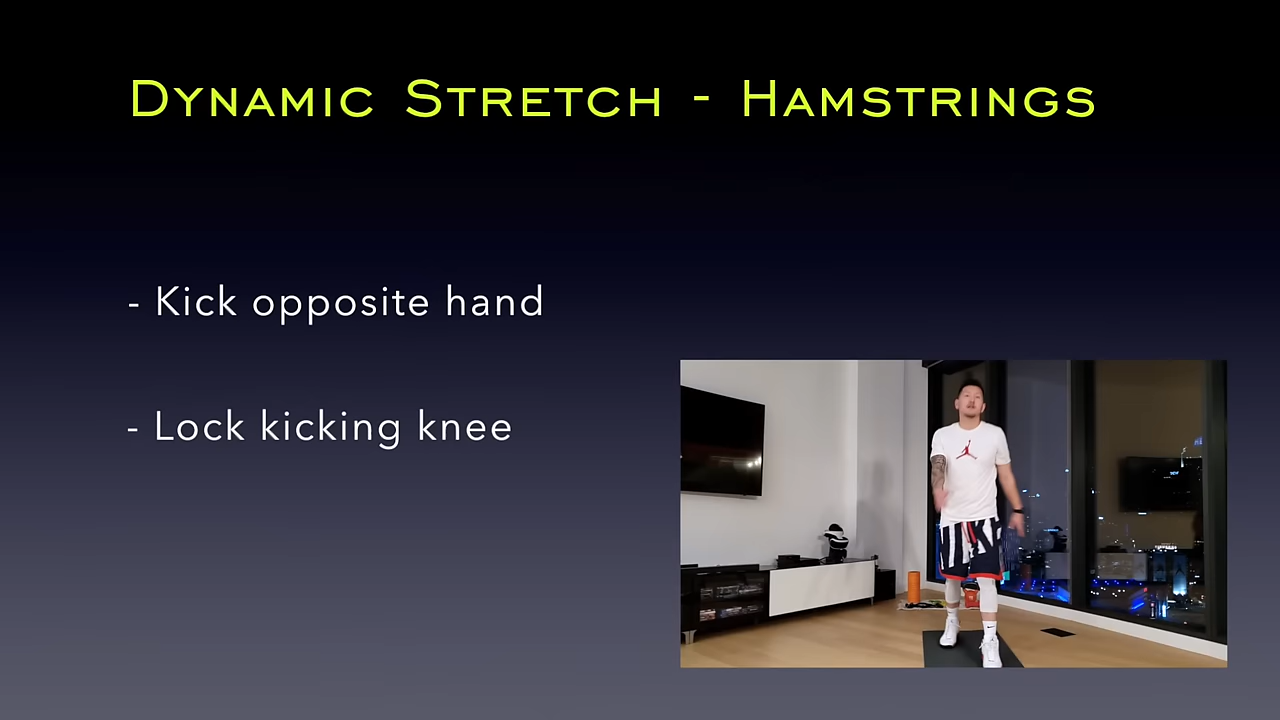 Dynamic Stretch - Hamstrings
- Kick opposite hand
- Lock kicking knee